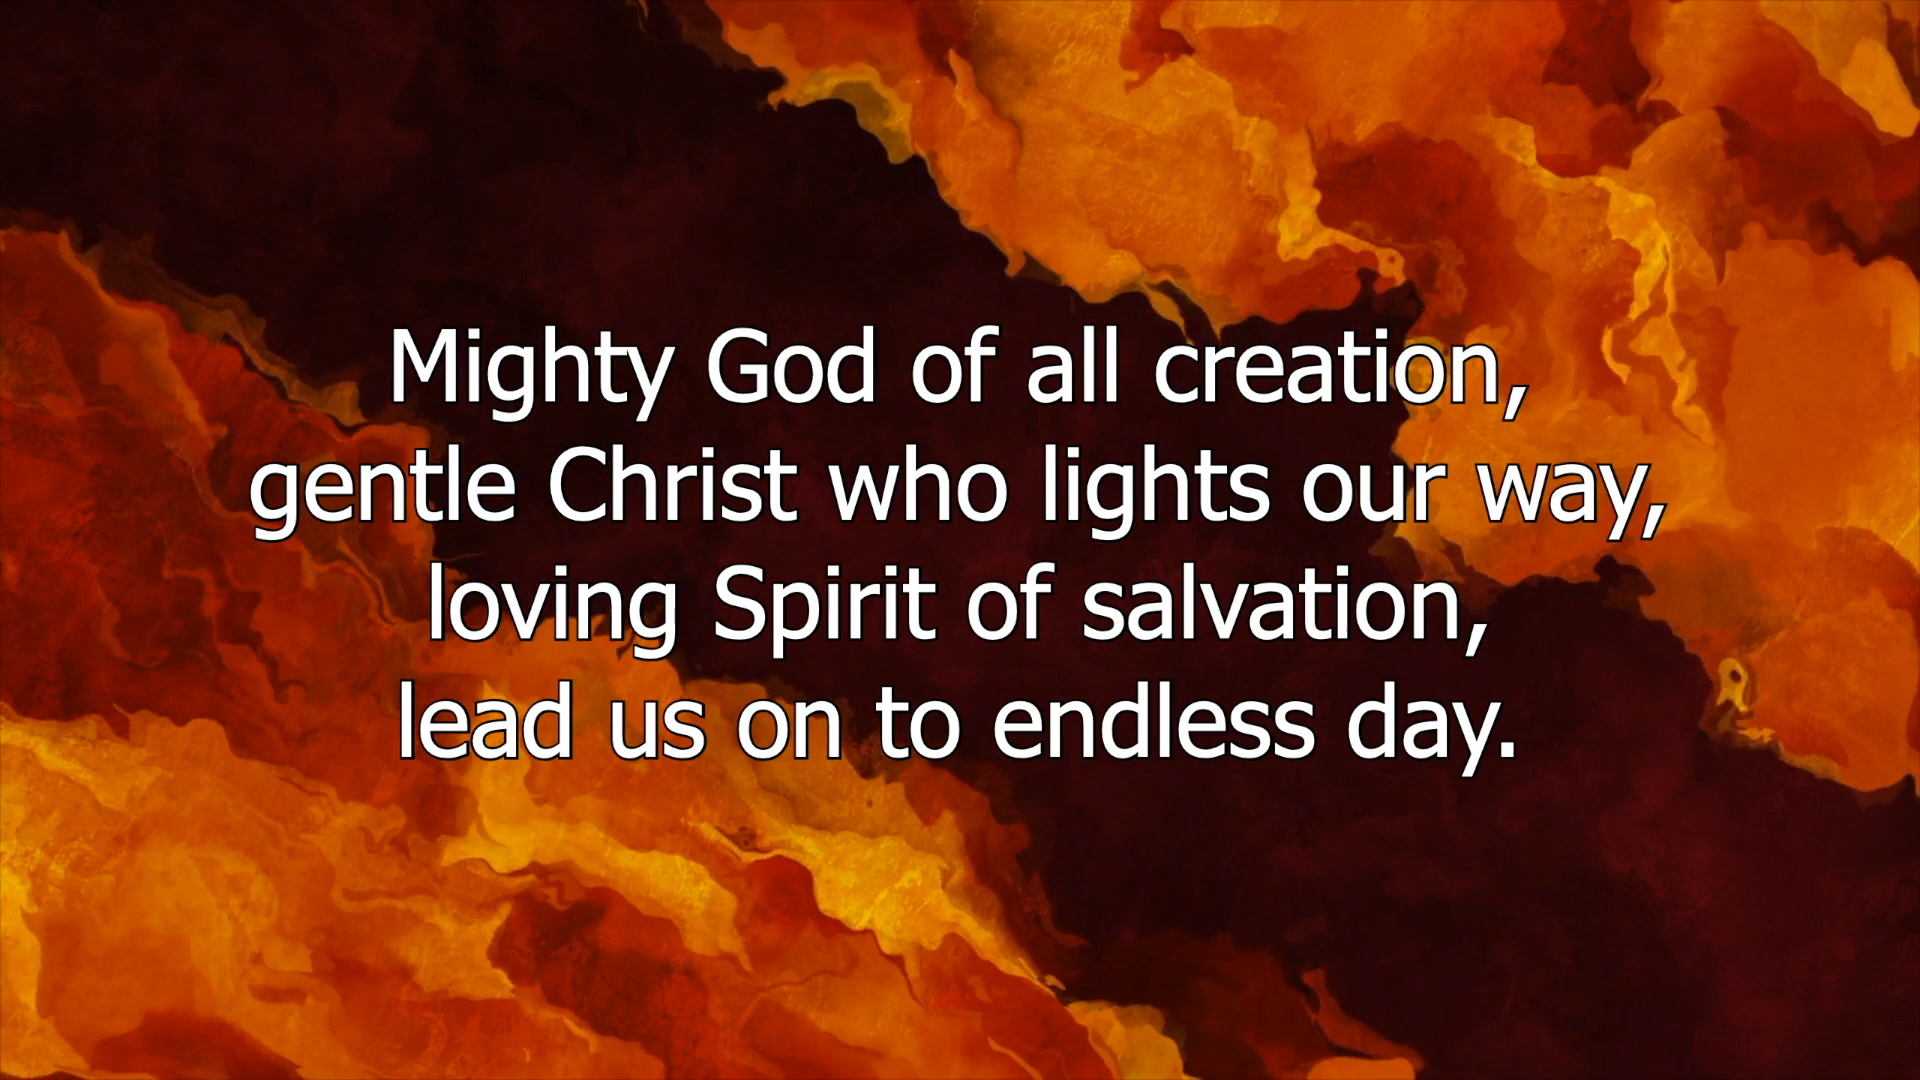 Mighty God of all creation,
gentle Christ who lights our way,
loving Spirit of salvation,
lead us on to endless day.